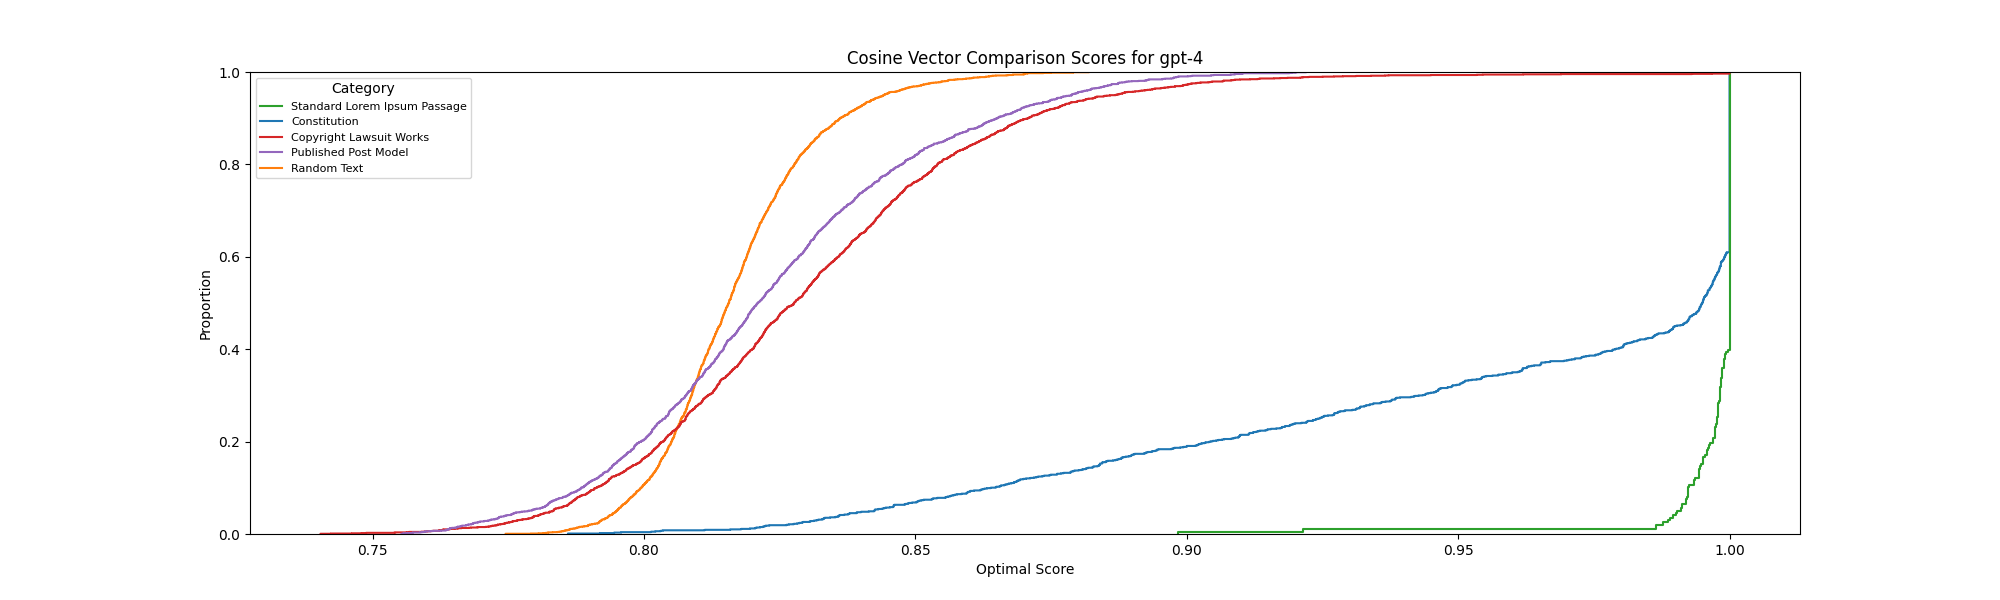 Cosine Vector Comparison Scores for gpt-4
Category
Standard Lorem Ipsum Passage
Constitution
Copyright Lawsuit Works
Published Post Model
Random Text
Proportion
1.0
0.8
0.6
0.4
0.2
0.0
0.75 0.80 0.85 0.90 0.95 1.00
Optimal Score